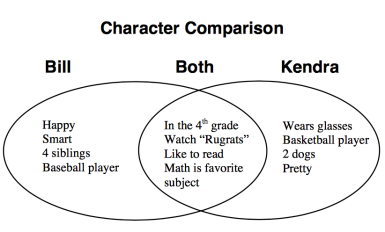 Character Comparison
Bill Both Kendra
Happy
Smart
4 siblings
Baseball player
In the 4th grade
Watch “Rugrats”
Like to read
Math is favorite
subject
Wears glasses
Basketball player
2 dogs
Pretty